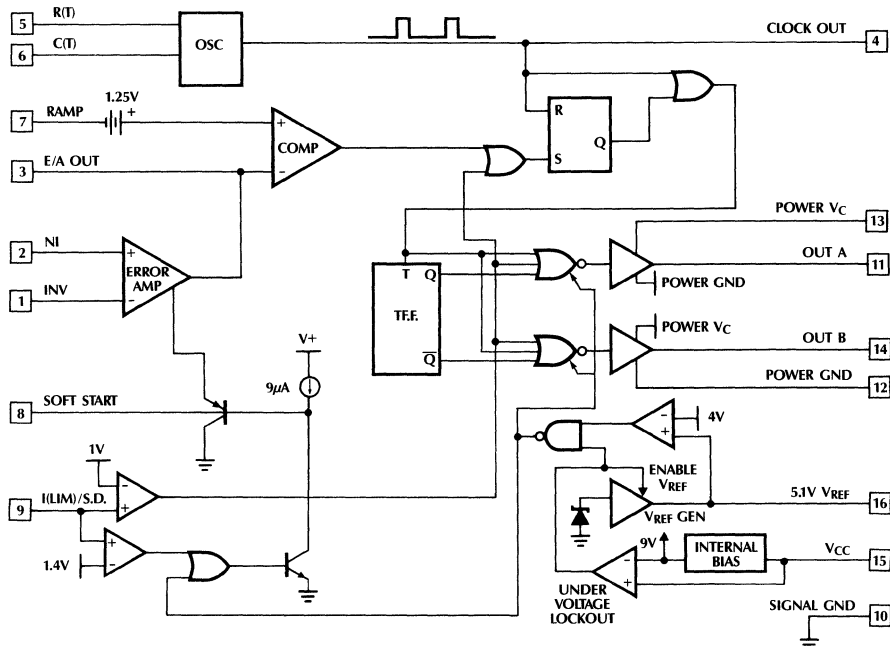 5 R(T)
6 C(T)
OSC
CLOCK OUT 4
1.25V
7 RAMP +
+
COMP
-
3 E/A OUT
R
Q
S
2 NI
+
ERROR
AMP
1 INV
-
POWER VC 13
OUT A 11
POWER GND
T Q
T.F.F.
Q
POWER VC
OUT B 14
POWER GND 12
V+
9µA
8 SOFT START
-
+
4V
ENABLE
VREF
5.1V VREF 16
VREF GEN
1V
9 I(LIM)/S.D.
-
+
+
-
1.4V
9V
INTERNAL
BIAS
VCC 15
-
+
UNDER
VOLTAGE
LOCKOUT
SIGNAL GND 10